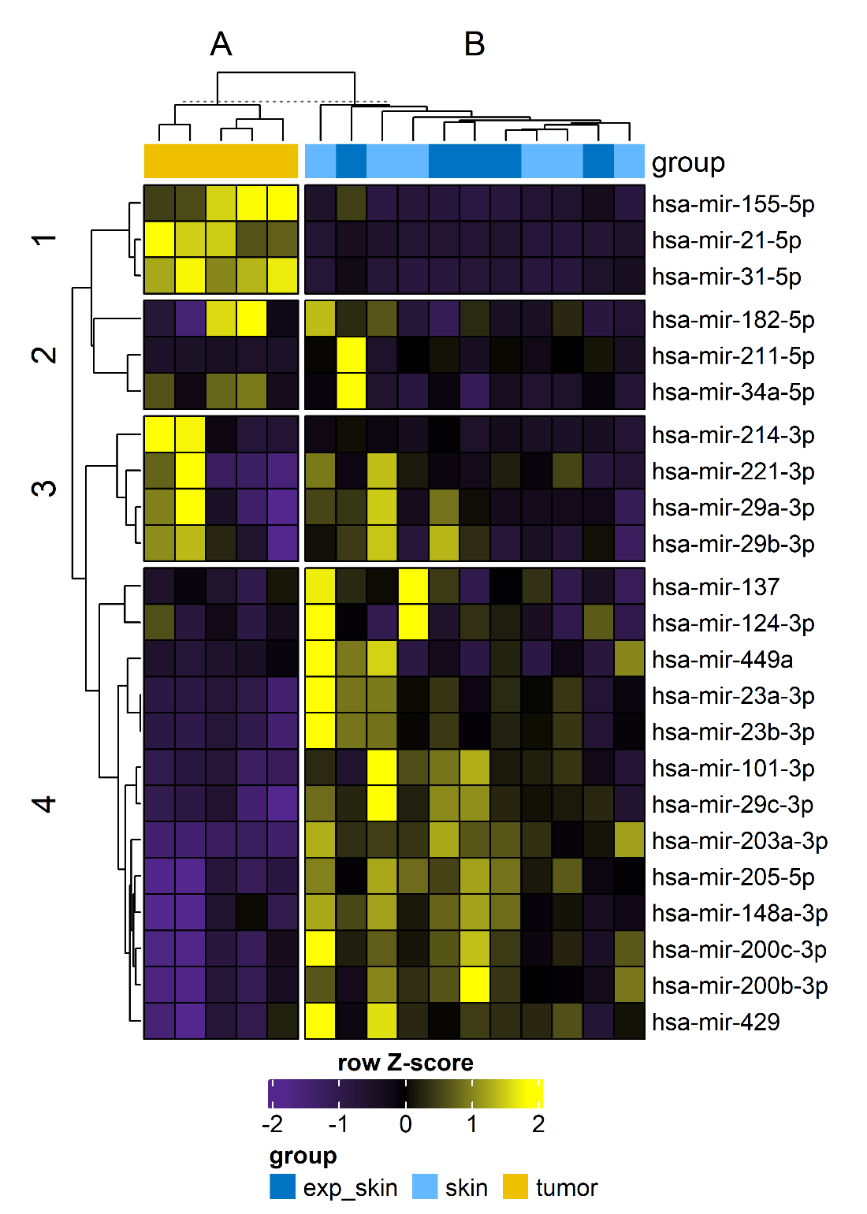 A B
group
hsa-mir-155-5p
1 hsa-mir-21-5p
hsa-mir-31-5p
hsa-mir-182-5p
2 hsa-mir-211-5p
hsa-mir-34a-5p
hsa-mir-214-3p
hsa-mir-221-3p
3 hsa-mir-29a-3p
hsa-mir-29b-3p
hsa-mir-137
hsa-mir-124-3p
hsa-mir-449a
hsa-mir-23a-3p
hsa-mir-23b-3p
hsa-mir-101-3p
4 hsa-mir-29c-3p
hsa-mir-203a-3p
hsa-mir-205-5p
hsa-mir-148a-3p
hsa-mir-200c-3p
hsa-mir-200b-3p
hsa-mir-429
row Z-score
-2 -1 0 1 2
group
exp_skin skin tumor